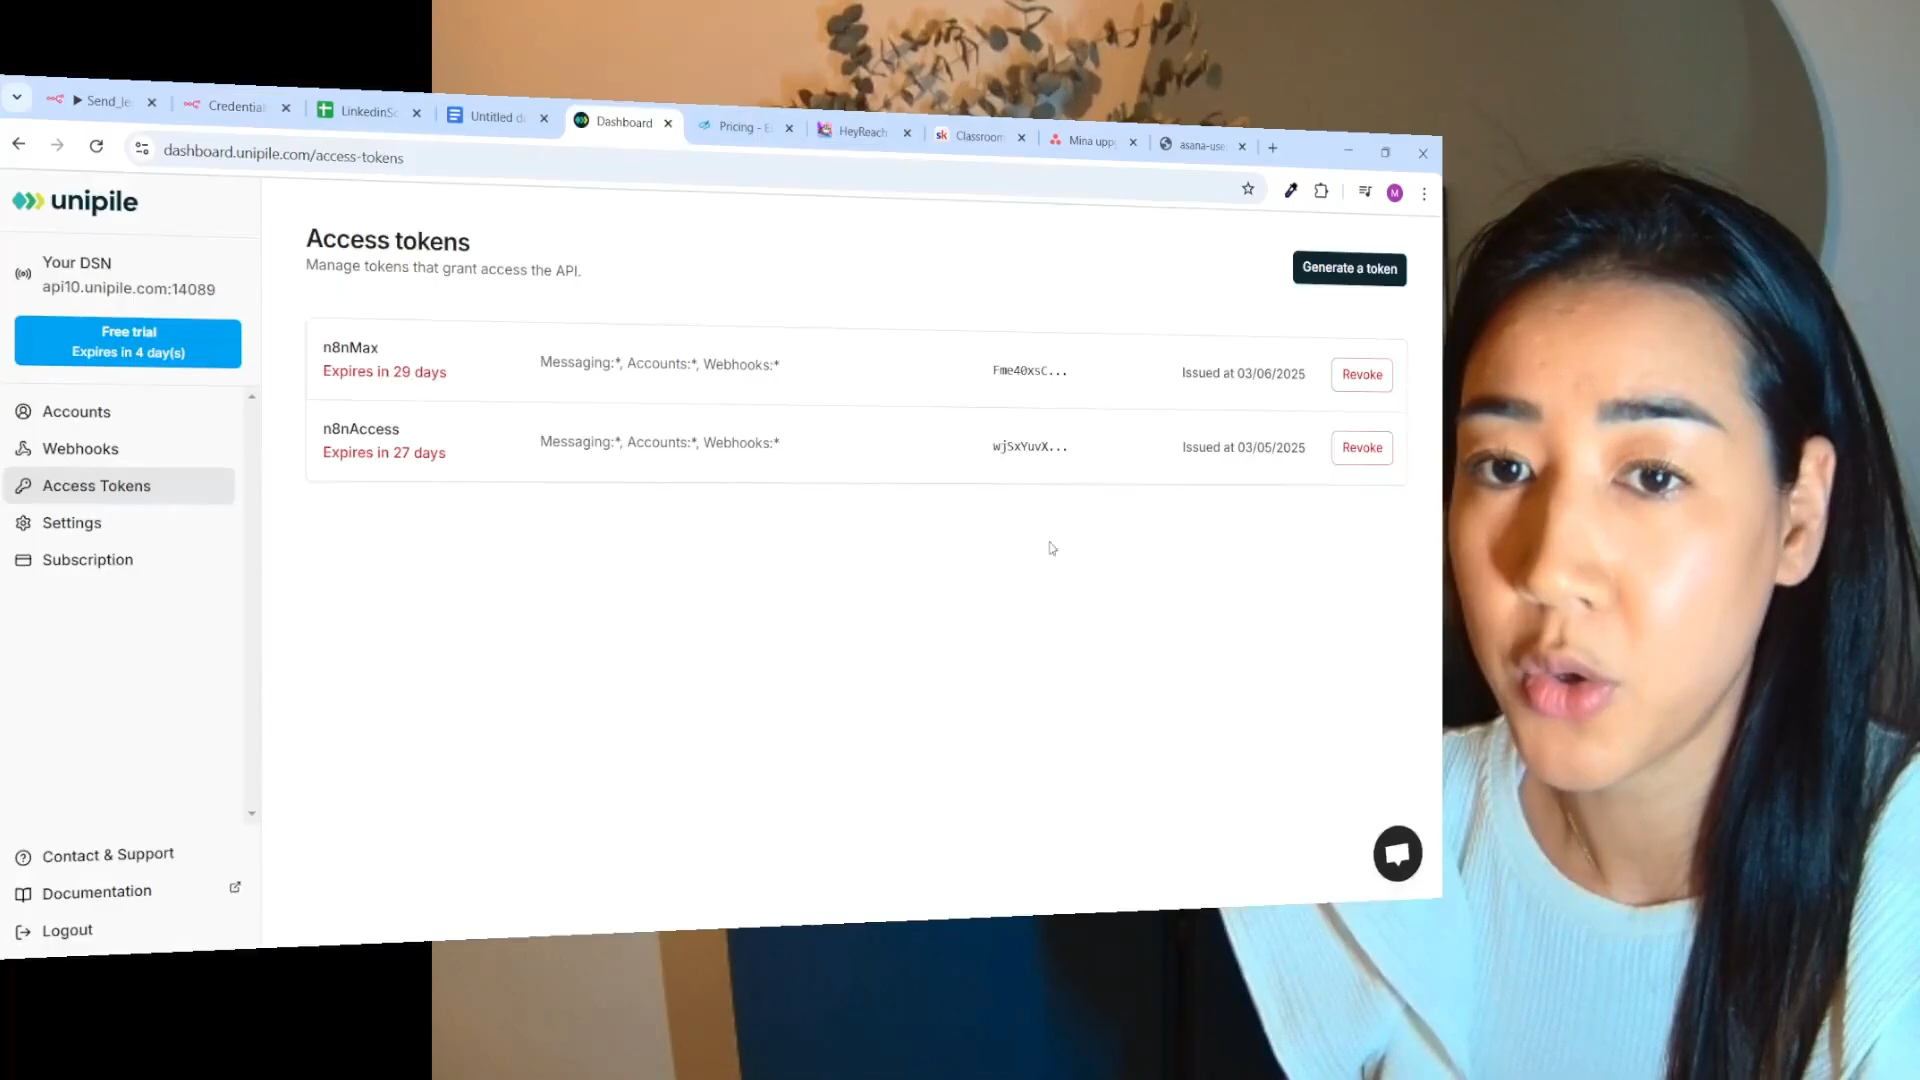 Send_le
Credential
LinkedinSc
Untitled d
Dashboard
Pricing - E
HeyReach
sk
Classroom
Mina upp
asana-use
dashboard.unipile.com/access-tokens
M
unipile
Your DSN
api10.unipile.com:14089
Free trial
Expires in 4 day(s)
Accounts
Webhooks
Access Tokens
Settings
Subscription
Contact & Support
Documentation
Logout
Access tokens
Manage tokens that grant access the API.
Generate a token
n8nMax
Expires in 29 days
Messaging:*, Accounts:*, Webhooks:*
Fme40xsC...
Issued at 03/06/2025
Revoke
n8nAccess
Expires in 27 days
Messaging:*, Accounts:*, Webhooks:*
wjSxYuvX...
Issued at 03/05/2025
Revoke